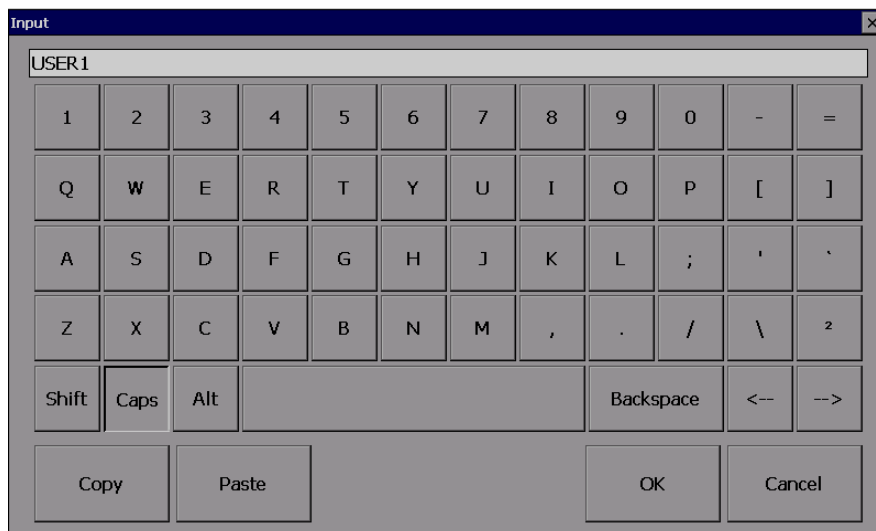 Input
USER1
1 2 3 4 5 6 7 8 9 0 - =
Q W E R T Y U I O P [ ]
A S D F G H J K L ; ' `
Z X C V B N M , . / \ ²
Shift Caps Alt Backspace <-- -->
Copy Paste OK Cancel